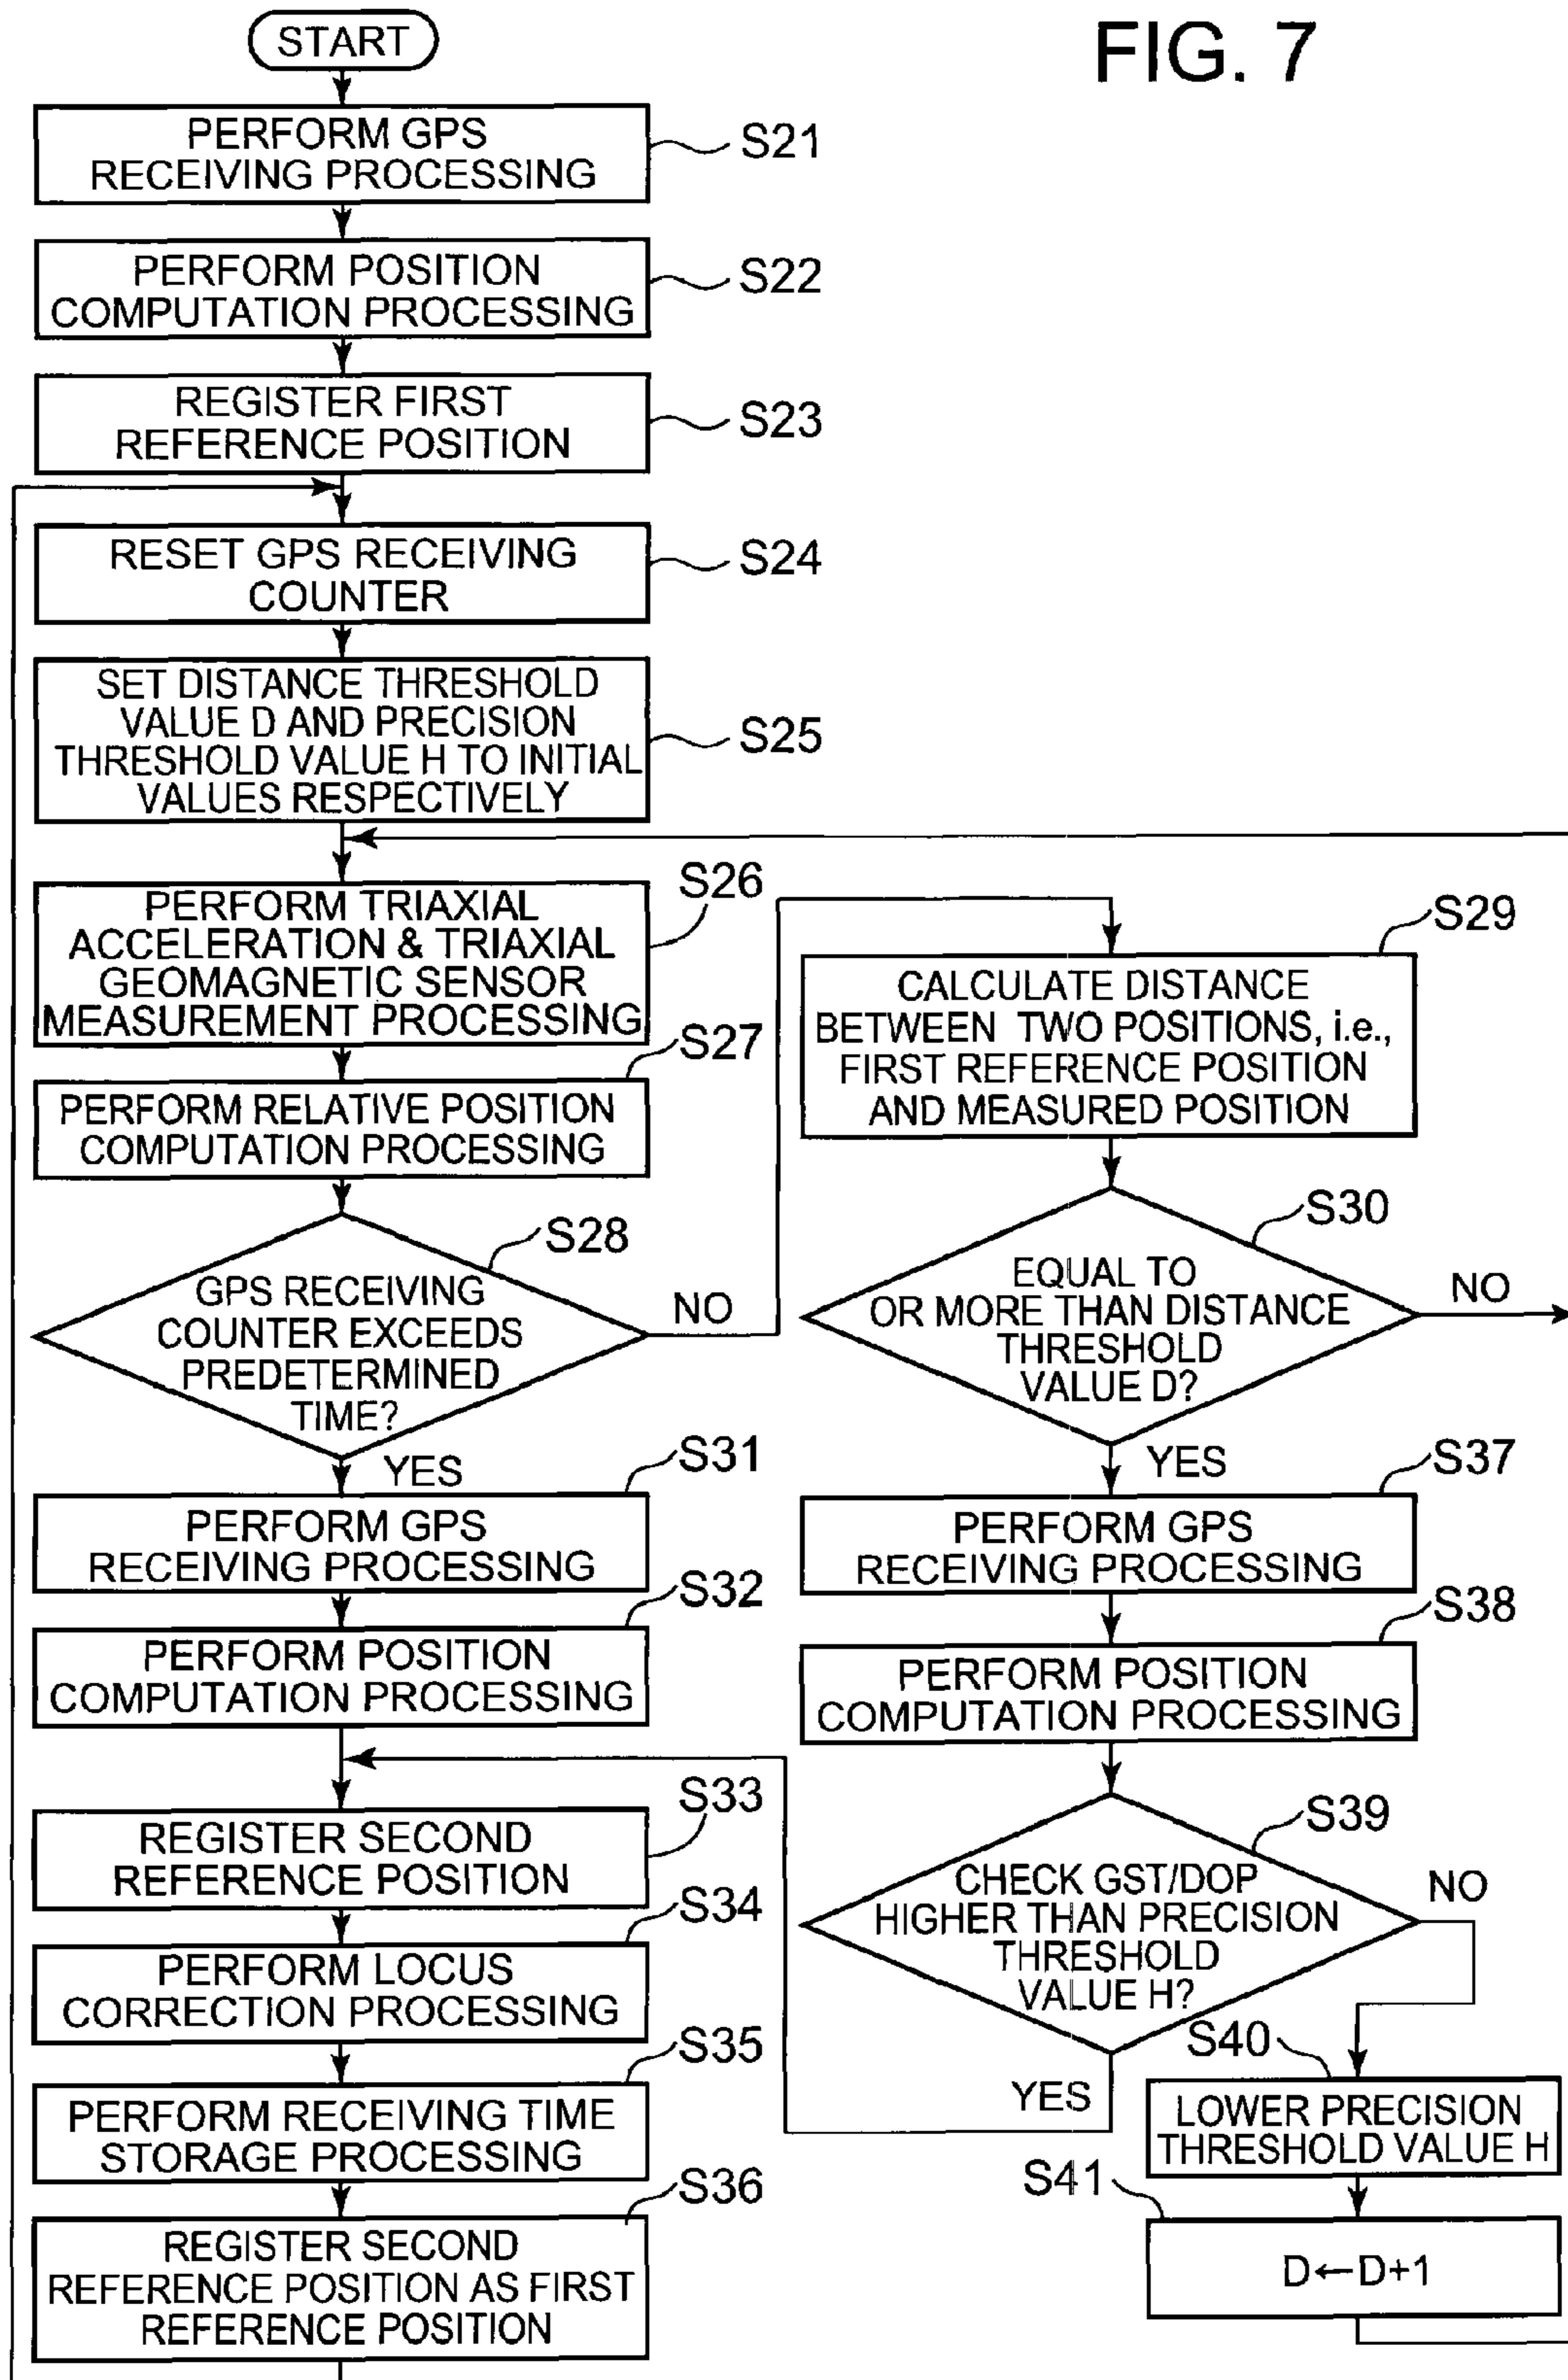 FIG. 7
START
PERFORM GPS
RECEIVING PROCESSING
S21
PERFORM POSITION
COMPUTATION PROCESSING
S22
REGISTER FIRST
REFERENCE POSITION
S23
RESET GPS RECEIVING
COUNTER
S24
SET DISTANCE THRESHOLD
VALUE D AND PRECISION
THRESHOLD VALUE H TO INITIAL
VALUES RESPECTIVELY
S25
PERFORM TRIAXIAL
ACCELERATION & TRIAXIAL
GEOMAGNETIC SENSOR
MEASUREMENT PROCESSING
S26
PERFORM RELATIVE POSITION
COMPUTATION PROCESSING
S27
GPS RECEIVING
COUNTER EXCEEDS
PREDETERMINED
TIME?
S28
NO
YES
PERFORM GPS
RECEIVING PROCESSING
S31
PERFORM POSITION
COMPUTATION PROCESSING
S32
REGISTER SECOND
REFERENCE POSITION
S33
PERFORM LOCUS
CORRECTION PROCESSING
S34
PERFORM RECEIVING TIME
STORAGE PROCESSING
S35
REGISTER SECOND
REFERENCE POSITION AS FIRST
REFERENCE POSITION
S36
CALCULATE DISTANCE
BETWEEN TWO POSITIONS, i.e.,
FIRST REFERENCE POSITION
AND MEASURED POSITION
S29
EQUAL TO
OR MORE THAN DISTANCE
THRESHOLD
VALUE D?
S30
NO
YES
PERFORM GPS
RECEIVING PROCESSING
S37
PERFORM POSITION
COMPUTATION PROCESSING
S38
CHECK GST/DOP
HIGHER THAN PRECISION
THRESHOLD
VALUE H?
S39
NO
YES
LOWER PRECISION
THRESHOLD VALUE H
S40
D←D+1
S41